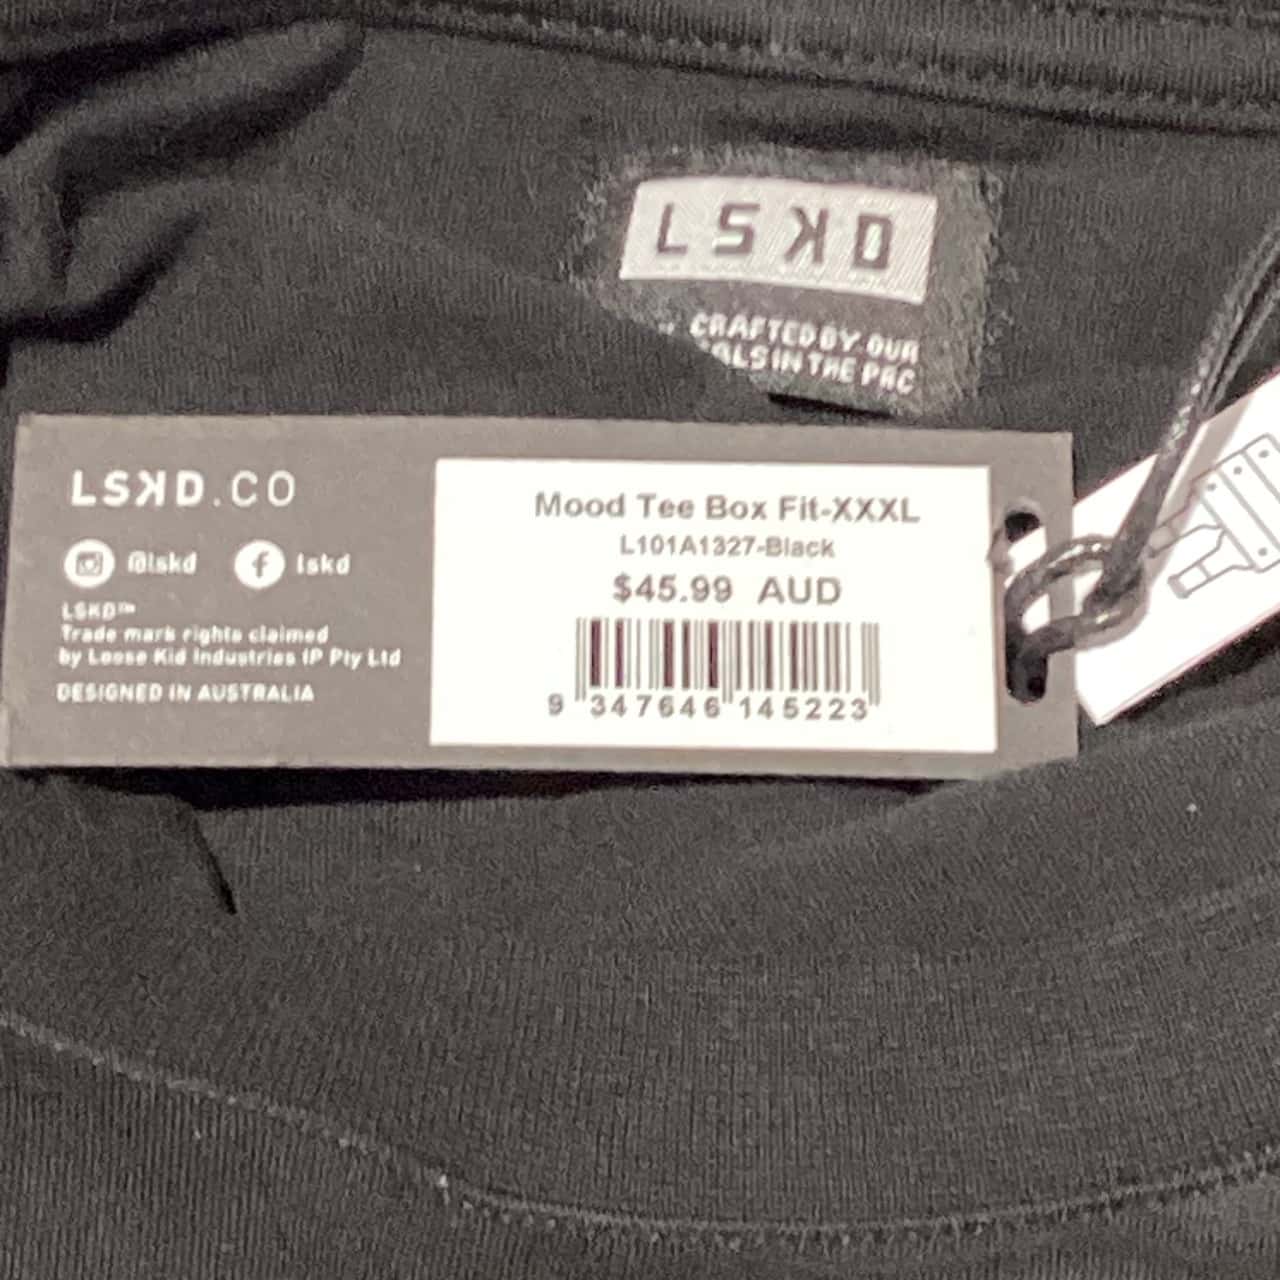 LSKD
CRAFTED BY OUR
IN THE PRC
LSKD.CO
@lskd lskd
LSKD™
Trade mark rights claimed
by Loose Kid Industries IP Pty Ltd
DESIGNED IN AUSTRALIA
Mood Tee Box Fit-XXXL
L101A1327-Black
$45.99 AUD
9 347646 145223